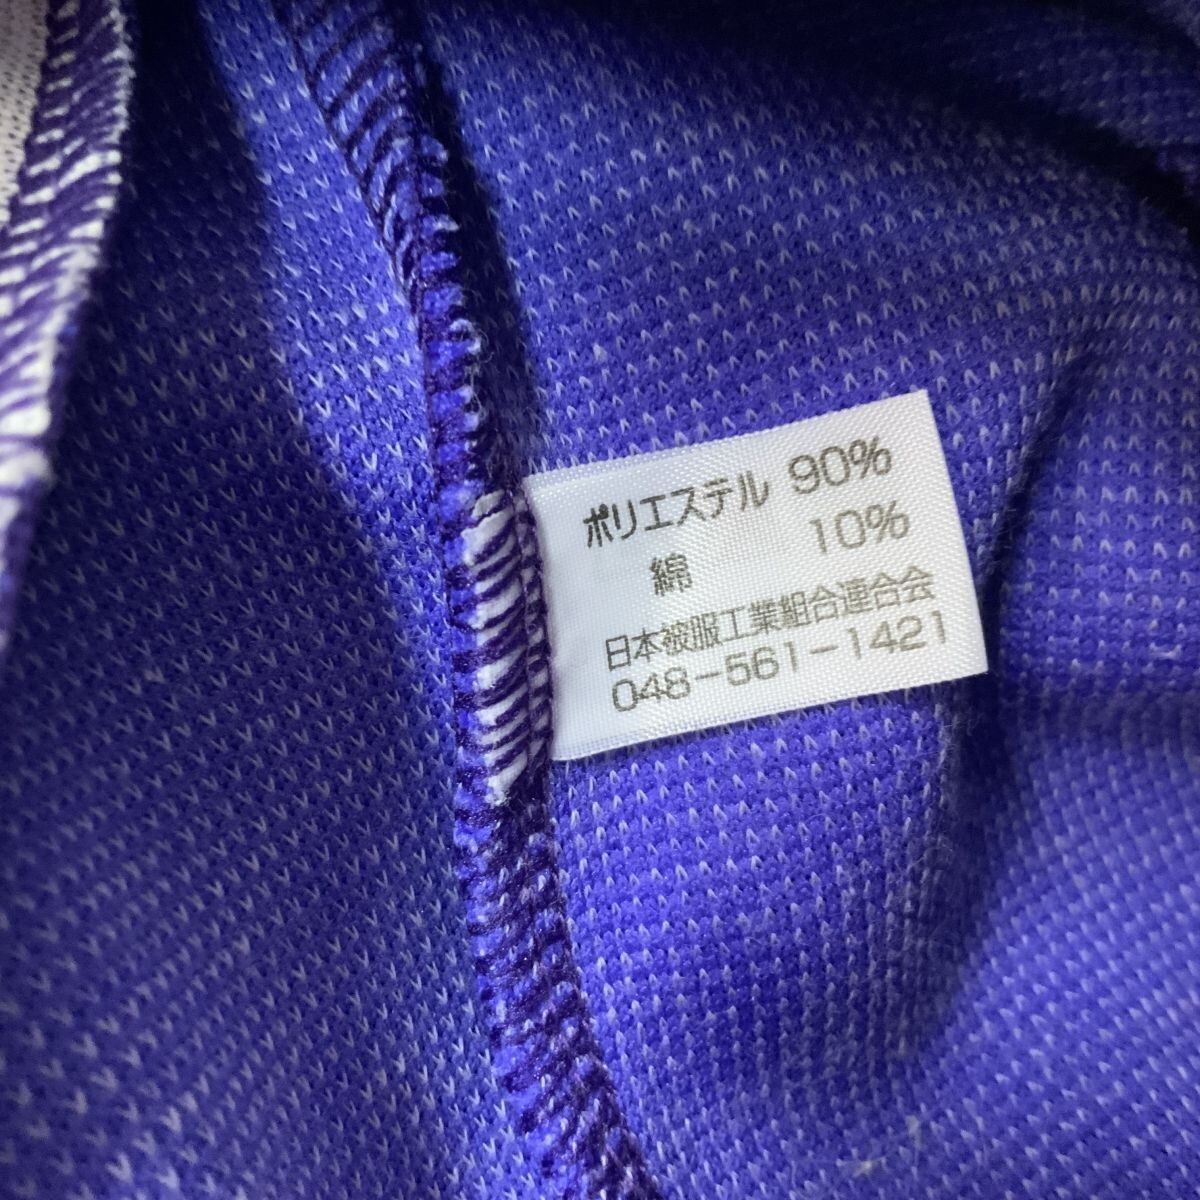 ポリエステル 90%
綿 10%
日本被服工業組合連合会
048-561-1421